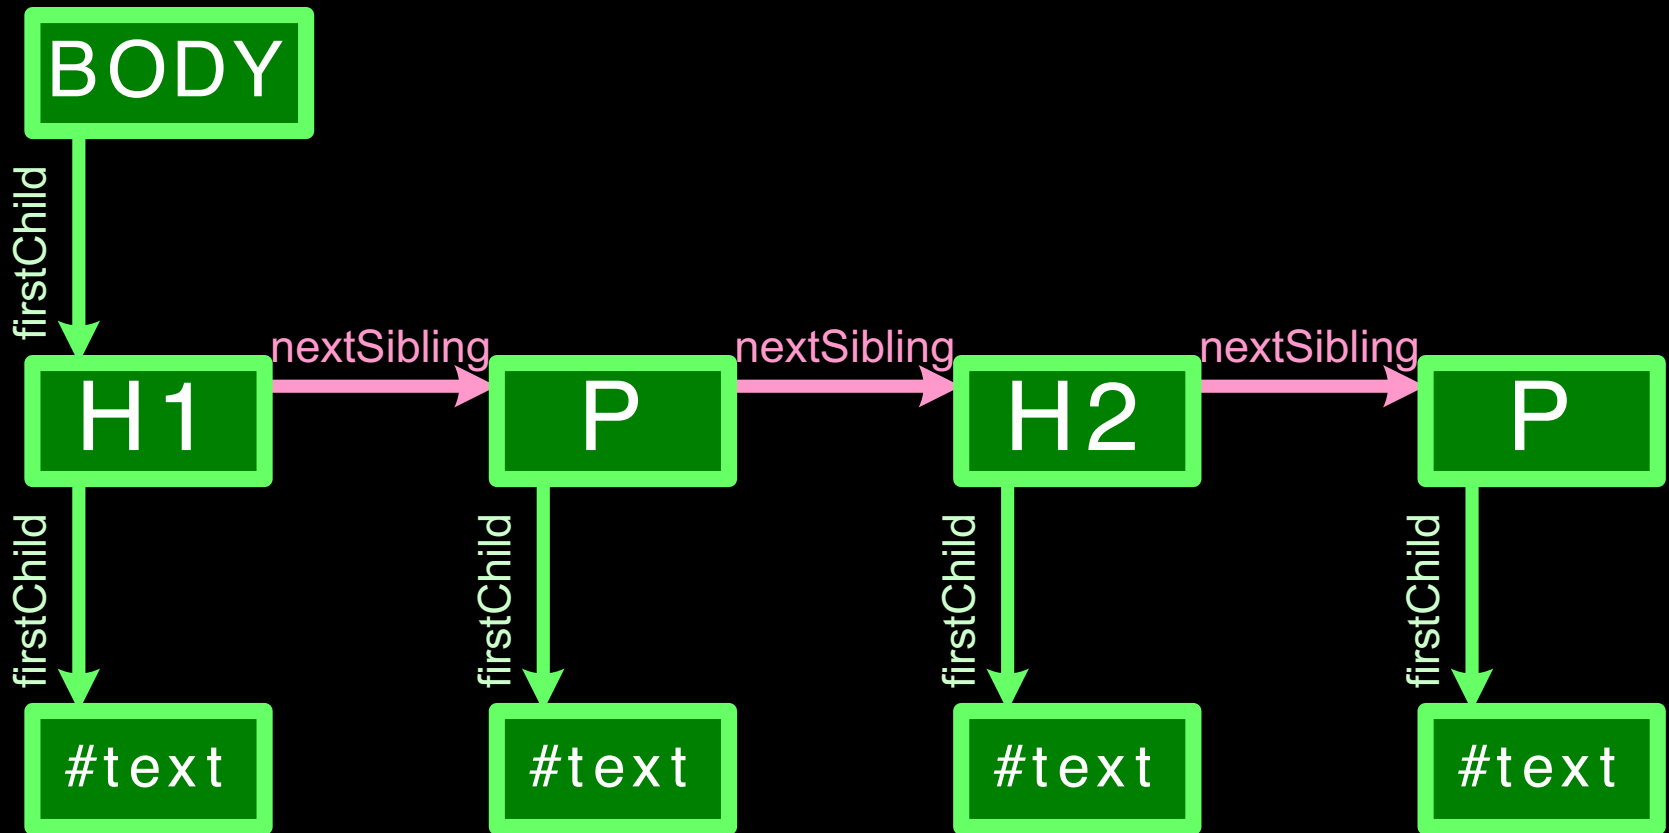 BODY
firstChild
nextSibling nextSibling nextSibling
H1 P H2 P
firstChild firstChild firstChild firstChild
#text #text #text #text